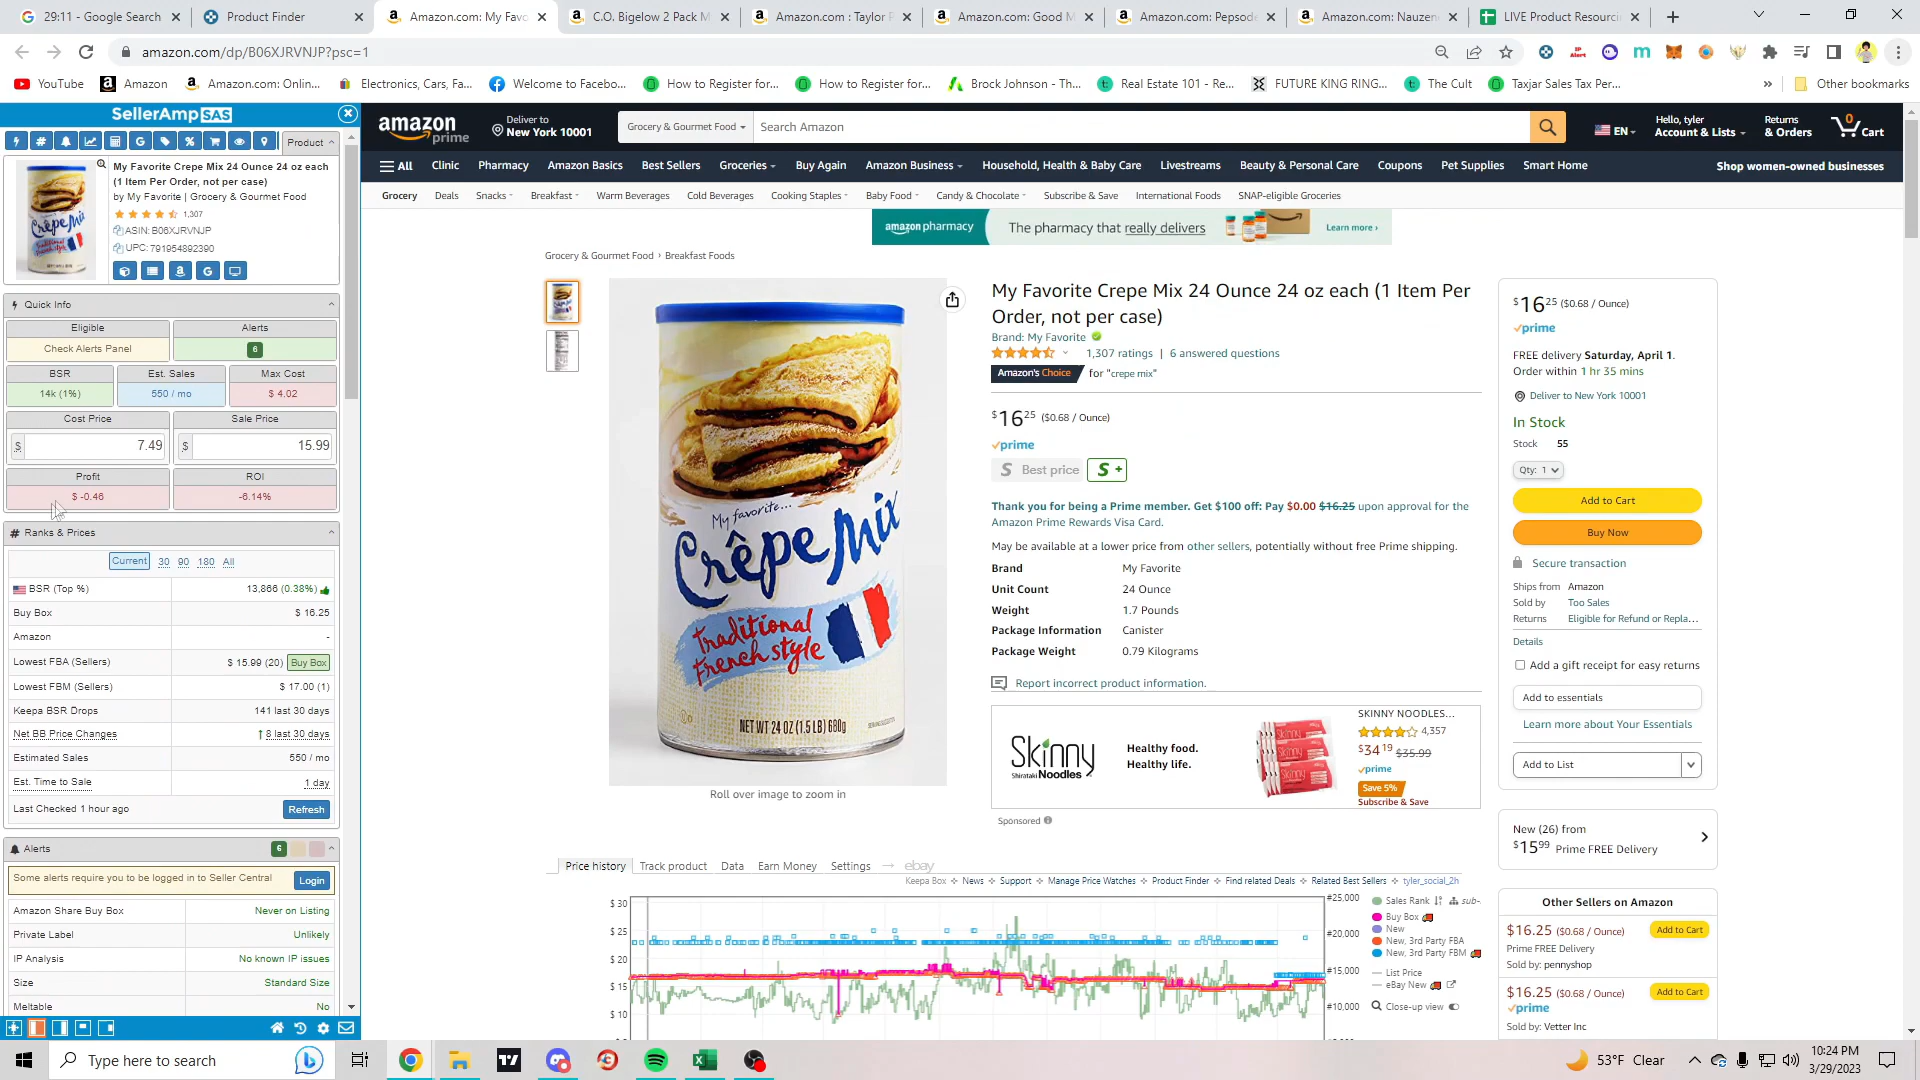 29:11 - Google Search
Product Finder
Amazon.com: My Favo
C.O. Bigelow 2 Pack M
Amazon.com : Taylor P
Amazon.com: Good M
Amazon.com: Pepsode
Amazon.com: Nauzen
LIVE Product Resourci
amazon.com/dp/B06XJRVNJP?psc=1
YouTube
Amazon
Amazon.com: Onlin...
Electronics, Cars, Fa...
Welcome to Facebo...
How to Register for...
How to Register for...
Brock Johnson - Th...
Real Estate 101 - Re...
FUTURE KING RING...
The Cult
Taxjar Sales Tax Per...
Other bookmarks
SellerAmp SAS
Product
My Favorite Crepe Mix 24 Ounce 24 oz each
(1 Item Per Order, not per case)
by My Favorite | Grocery & Gourmet Food
1,307
ASIN: B06XJRVNJP
UPC: 791954892390
Quick Info
Eligible
Alerts
Check Alerts Panel
6
BSR
Est. Sales
Max Cost
14k (1%)
550 / mo
$ 4.02
Cost Price
Sale Price
$ 7.49
$ 15.99
Profit
ROI
$ -0.46
-6.14%
# Ranks & Prices
Current 30 90 180 All
BSR (Top %) 13,866 (0.38%)
Buy Box $ 16.25
Amazon -
Lowest FBA (Sellers) $ 15.99 (20) Buy Box
Lowest FBM (Sellers) $ 17.00 (1)
Keepa BSR Drops 141 last 30 days
Net BB Price Changes ↑ 8 last 30 days
Estimated Sales 550 / mo
Est. Time to Sale 1 day
Last Checked 1 hour ago Refresh
Alerts 6
Some alerts require you to be logged in to Seller Central Login
Amazon Share Buy Box Never on Listing
Private Label Unlikely
IP Analysis No known IP issues
Size Standard Size
Meltable No
amazon prime
Deliver to
New York 10001
Grocery & Gourmet Food
Search Amazon
EN
Hello, tyler
Account & Lists
Returns
& Orders
0
Cart
All
Clinic
Pharmacy
Amazon Basics
Best Sellers
Groceries
Buy Again
Amazon Business
Household, Health & Baby Care
Livestreams
Beauty & Personal Care
Coupons
Pet Supplies
Smart Home
Shop women-owned businesses
Grocery
Deals
Snacks
Breakfast
Warm Beverages
Cold Beverages
Cooking Staples
Baby Food
Candy & Chocolate
Subscribe & Save
International Foods
SNAP-eligible Groceries
amazon pharmacy
The pharmacy that really delivers
Learn more ›
Grocery & Gourmet Food › Breakfast Foods
My favorite...
Crêpe Mix
traditional
french style
NET WT 24 OZ (1.5 LB) 680g
Roll over image to zoom in
My Favorite Crepe Mix 24 Ounce 24 oz each (1 Item Per
Order, not per case)
Brand: My Favorite
1,307 ratings | 6 answered questions
Amazon's Choice for "crepe mix"
$16 25 ($0.68 / Ounce)
prime
S Best price
S +
Thank you for being a Prime member. Get $100 off: Pay $0.00 $16.25 upon approval for the
Amazon Prime Rewards Visa Card.
May be available at a lower price from other sellers, potentially without free Prime shipping.
Brand My Favorite
Unit Count 24 Ounce
Weight 1.7 Pounds
Package Information Canister
Package Weight 0.79 Kilograms
Report incorrect product information.
Skinny
Shirataki Noodles
Healthy food.
Healthy life.
SKINNY NOODLES...
4,357
$34 19 $35.99
prime
Save 5%
Subscribe & Save
Sponsored
$16 25 ($0.68 / Ounce)
prime
FREE delivery Saturday, April 1.
Order within 1 hr 35 mins
Deliver to New York 10001
In Stock
Stock 55
Qty: 1
Add to Cart
Buy Now
Secure transaction
Ships from Amazon
Sold by Too Sales
Returns Eligible for Refund or Repla...
Details
Add a gift receipt for easy returns
Add to essentials
Learn more about Your Essentials
Add to List
New (26) from
$15 99 Prime FREE Delivery
Other Sellers on Amazon
$16.25 ($0.68 / Ounce) Add to Cart
Prime FREE Delivery
Sold by: pennyshop
$16.25 ($0.68 / Ounce) Add to Cart
prime
Sold by: Vetter Inc
Price history
Track product
Data
Earn Money
Settings
→
ebay
Keepa Box
News
Support
Manage Price Watches
Product Finder
Find related Deals
Related Best Sellers
tyler_social_2h
$ 30
$ 25
$ 20
$ 15
$ 10
#25,000
#20,000
#15,000
#10,000
Sales Rank
sub-
Buy Box
New
New, 3rd Party FBA
New, 3rd Party FBM
List Price
eBay New
Close-up view
Type here to search
53°F Clear
10:24 PM
3/29/2023